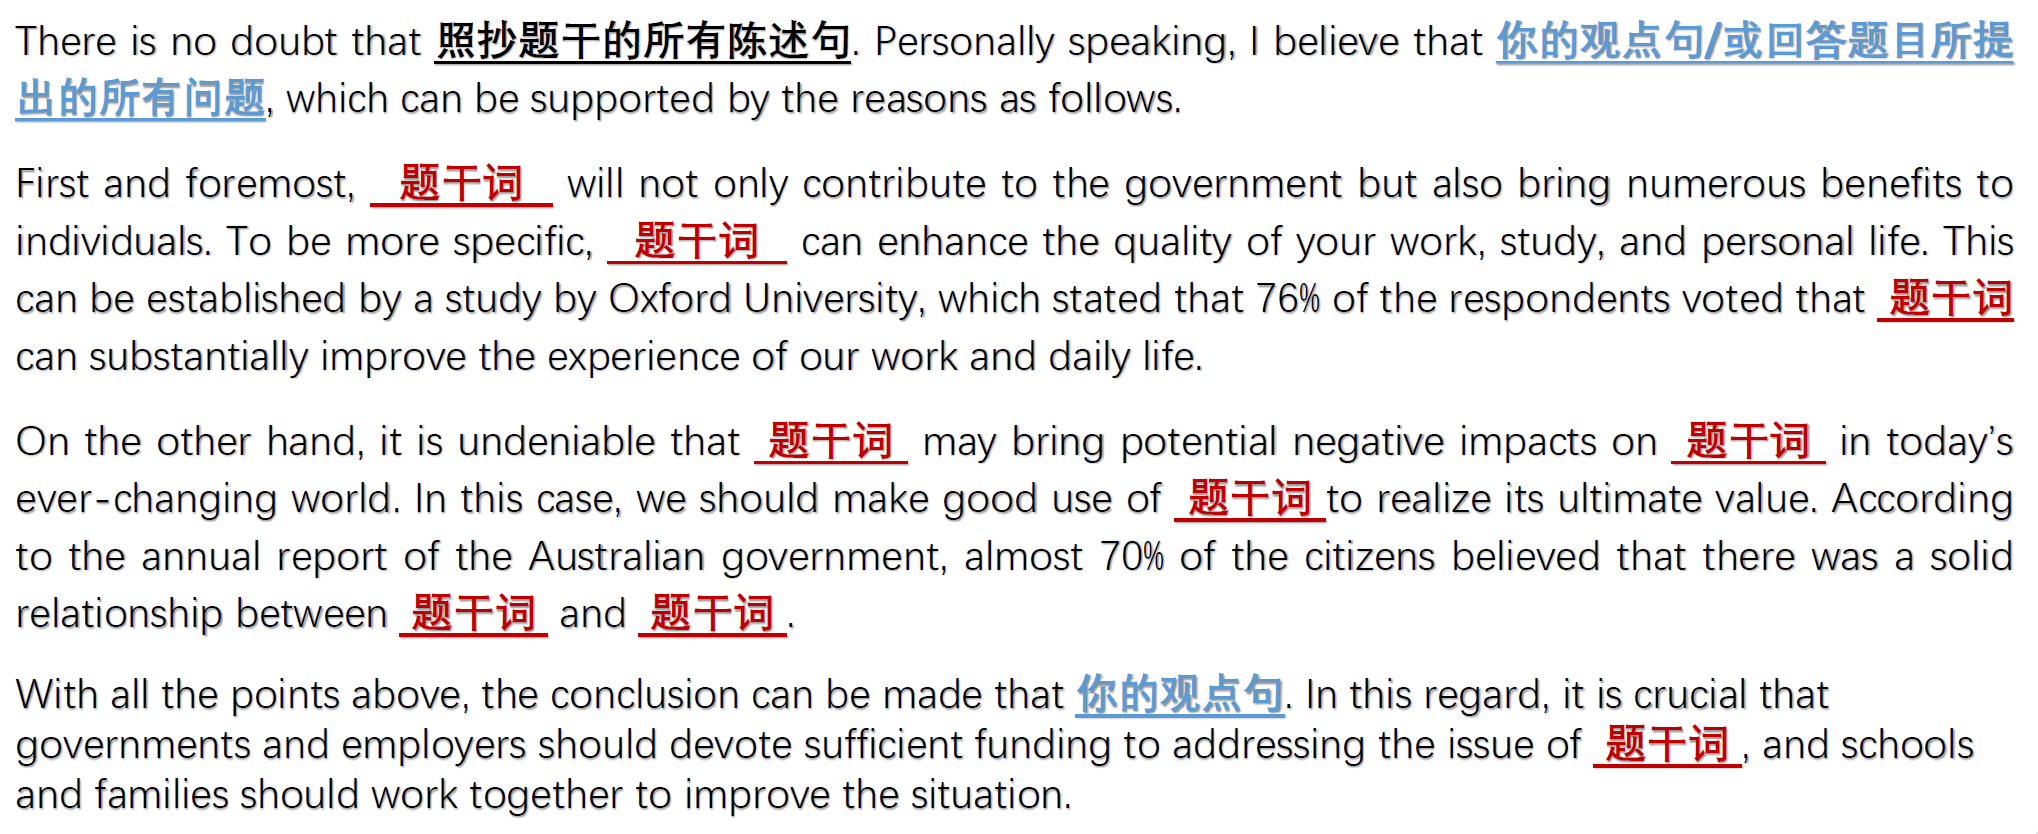 There is no doubt that 照抄题干的所有陈述句. Personally speaking, I believe that 你的观点句/或回答题目所提
出的所有问题, which can be supported by the reasons as follows.
First and foremost, 题干词 will not only contribute to the government but also bring numerous benefits to
individuals. To be more specific, 题干词 can enhance the quality of your work, study, and personal life. This
can be established by a study by Oxford University, which stated that 76% of the respondents voted that 题干词
can substantially improve the experience of our work and daily life.
On the other hand, it is undeniable that 题干词 may bring potential negative impacts on 题干词 in today’s
ever-changing world. In this case, we should make good use of 题干词 to realize its ultimate value. According
to the annual report of the Australian government, almost 70% of the citizens believed that there was a solid
relationship between 题干词 and 题干词.
With all the points above, the conclusion can be made that 你的观点句. In this regard, it is crucial that
governments and employers should devote sufficient funding to addressing the issue of 题干词, and schools
and families should work together to improve the situation.